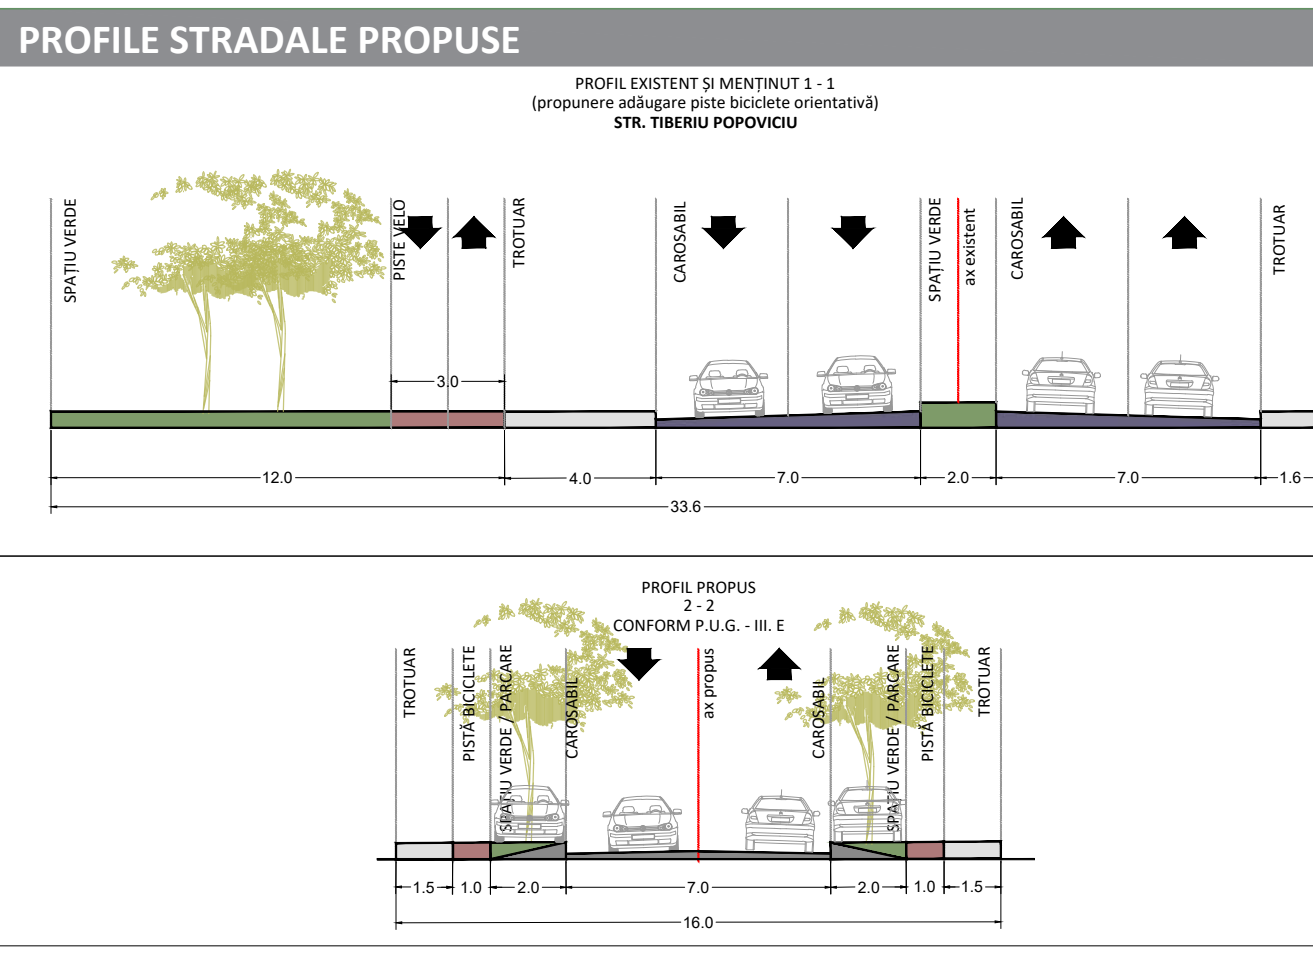 PROFILE STRADALE PROPUSE
PROFIL EXISTENT ȘI MENȚINUT 1 - 1
(propunere adăugare piste biciclete orientativă)
STR. TIBERIU POPOVICIU
SPAȚIU VERDE
PISTE VELO
TROTUAR
CAROSABIL
SPAȚIU VERDE
ax existent
CAROSABIL
TROTUAR
3.0
12.0
4.0
7.0
2.0
7.0
1.6
33.6
PROFIL PROPUS
2 - 2
CONFORM P.U.G. - III. E
TROTUAR
PISTĂ BICICLETE
SPAȚIU VERDE / PARCARE
CAROSABIL
ax propus
CAROSABIL
SPAȚIU VERDE / PARCARE
PISTĂ BICICLETE
TROTUAR
1.5
1.0
2.0
7.0
2.0
1.0
1.5
16.0